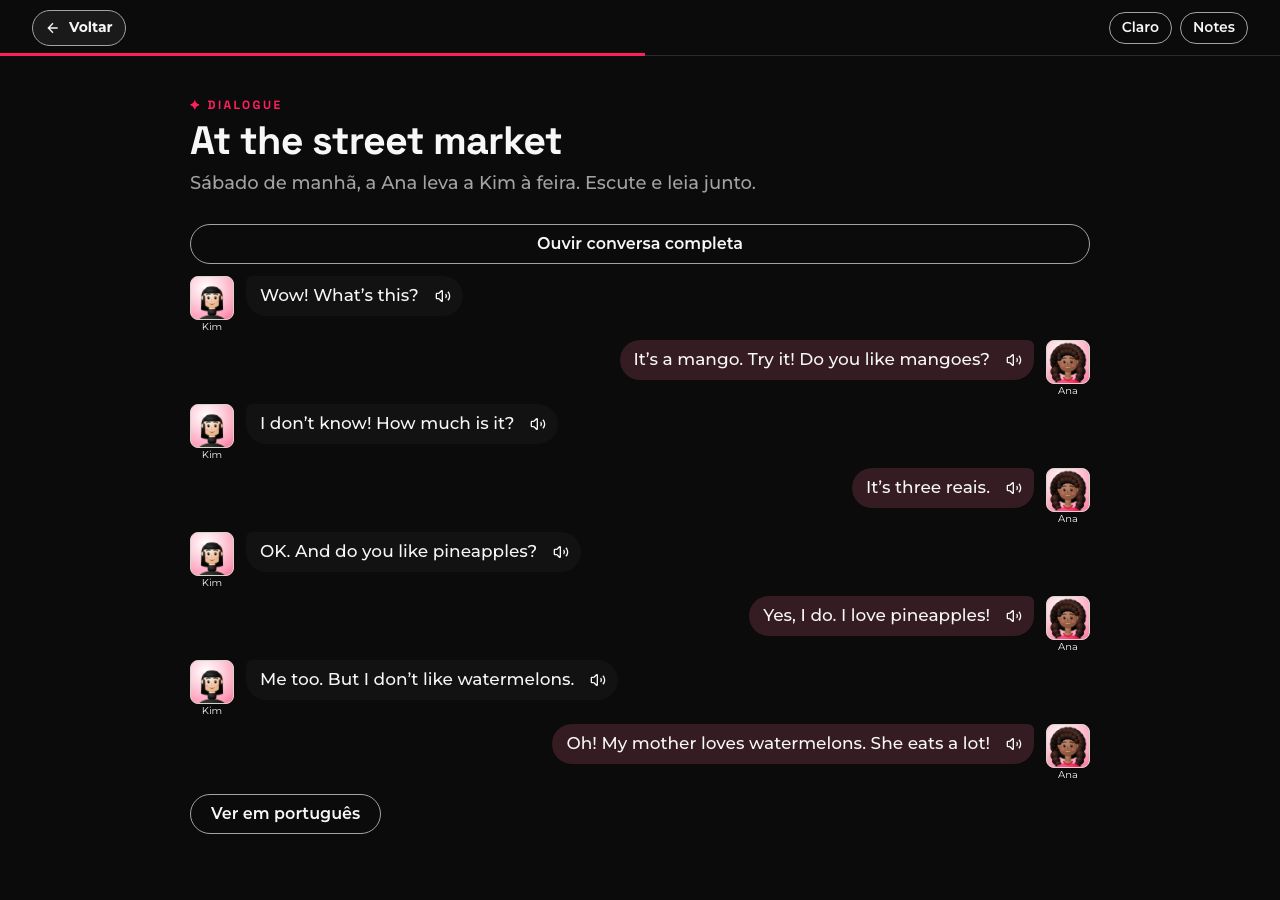 Voltar
Claro
Notes
DIALOGUE
At the street market
Sábado de manhã, a Ana leva a Kim à feira. Escute e leia junto.
Ouvir conversa completa
Wow! What’s this?
Kim
It’s a mango. Try it! Do you like mangoes?
Ana
I don’t know! How much is it?
Kim
It’s three reais.
Ana
OK. And do you like pineapples?
Kim
Yes, I do. I love pineapples!
Ana
Me too. But I don’t like watermelons.
Kim
Oh! My mother loves watermelons. She eats a lot!
Ana
Ver em português